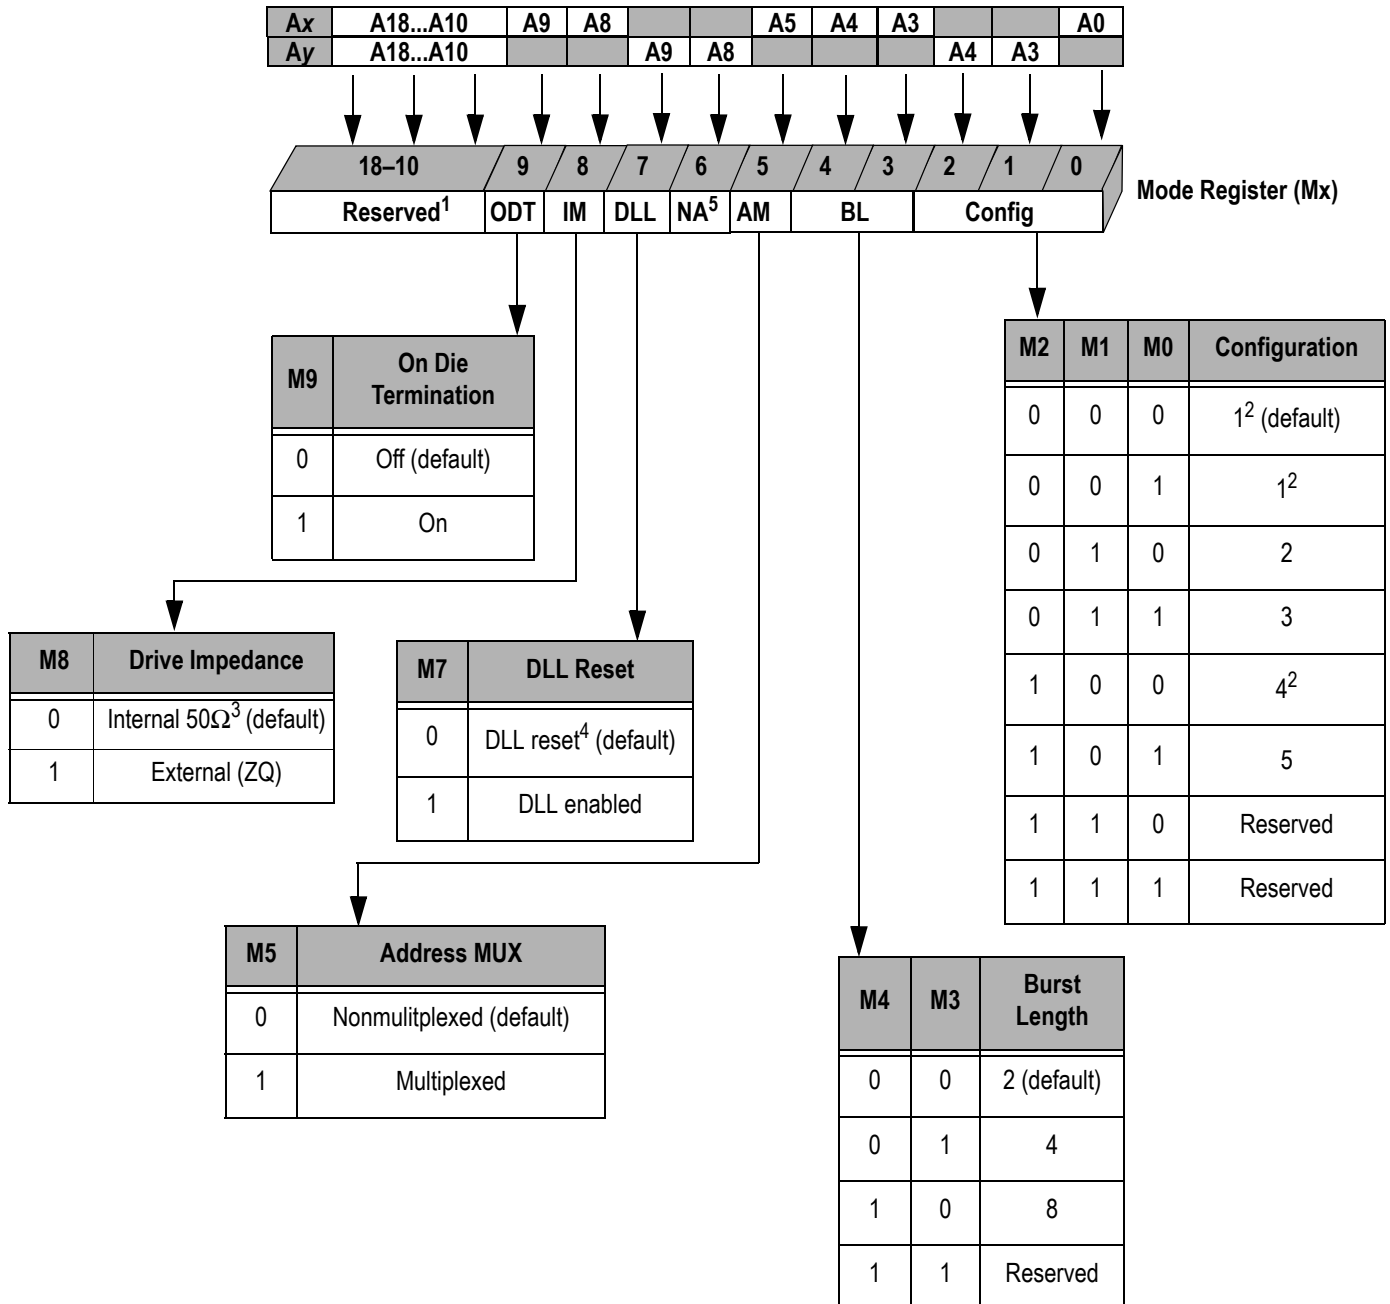 Ax A18...A10 A9 A8 A5 A4 A3 A0
Ay A18...A10 A9 A8 A4 A3
18–10 9 8 7 6 5 4 3 2 1 0
Mode Register (Mx)
Reserved1 ODT IM DLL NA5 AM BL Config
M9 On Die Termination
0 Off (default)
1 On
M2 M1 M0 Configuration
0 0 0 12 (default)
0 0 1 12
0 1 0 2
0 1 1 3
1 0 0 42
1 0 1 5
1 1 0 Reserved
1 1 1 Reserved
M8 Drive Impedance
0 Internal 50Ω3 (default)
1 External (ZQ)
M7 DLL Reset
0 DLL reset4 (default)
1 DLL enabled
M5 Address MUX
0 Nonmulitplexed (default)
1 Multiplexed
M4 M3 Burst Length
0 0 2 (default)
0 1 4
1 0 8
1 1 Reserved